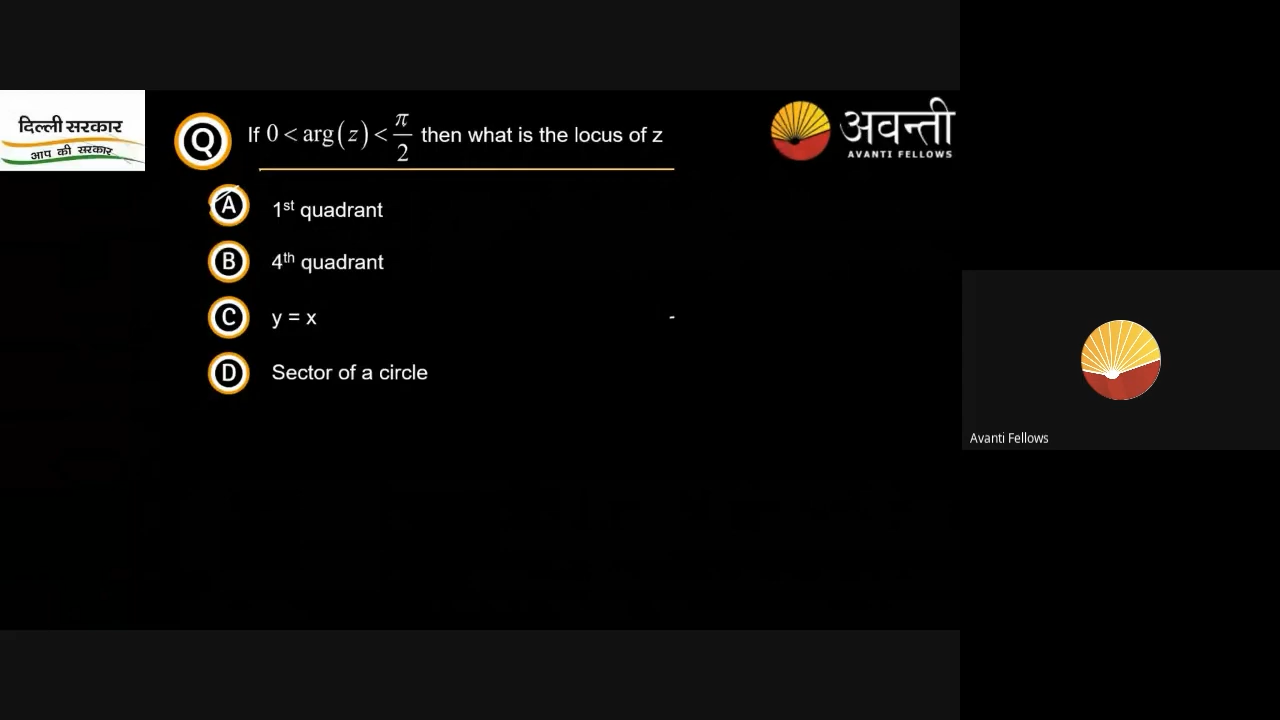 दिल्ली सरकार
आप की सरकार
Q If 0 < arg(z) < π/2 then what is the locus of z
अवन्ती
AVANTI FELLOWS
A 1st quadrant
B 4th quadrant
C y = x
D Sector of a circle
Avanti Fellows